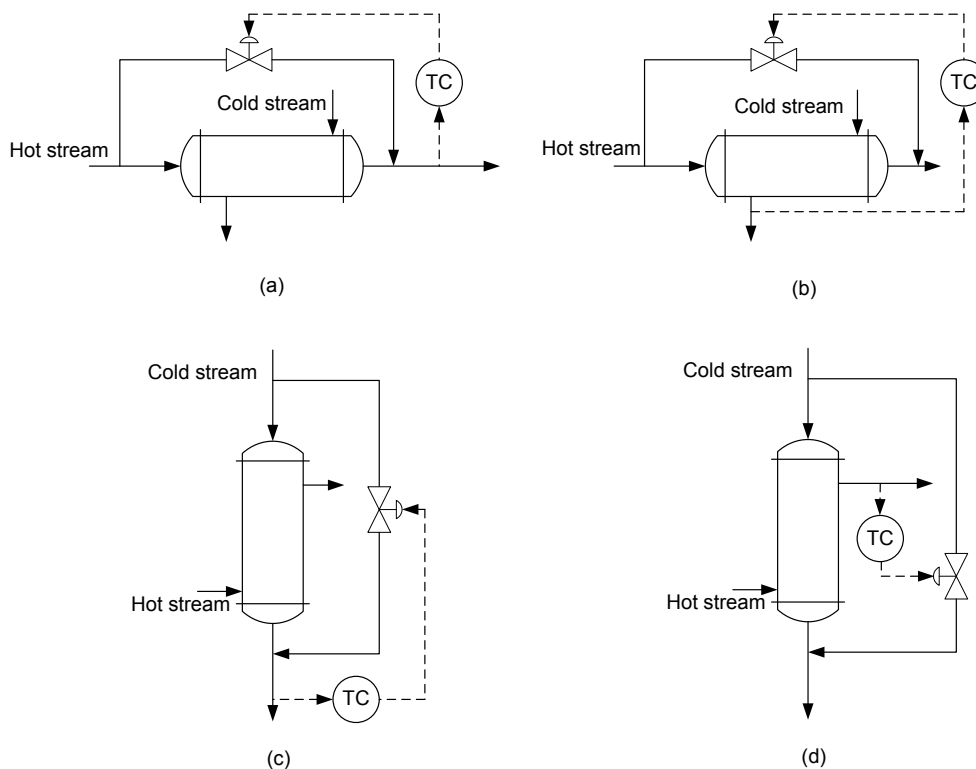 TC
Cold stream
Hot stream
(a)
TC
Cold stream
Hot stream
(b)
Cold stream
Hot stream
TC
(c)
Cold stream
TC
Hot stream
(d)